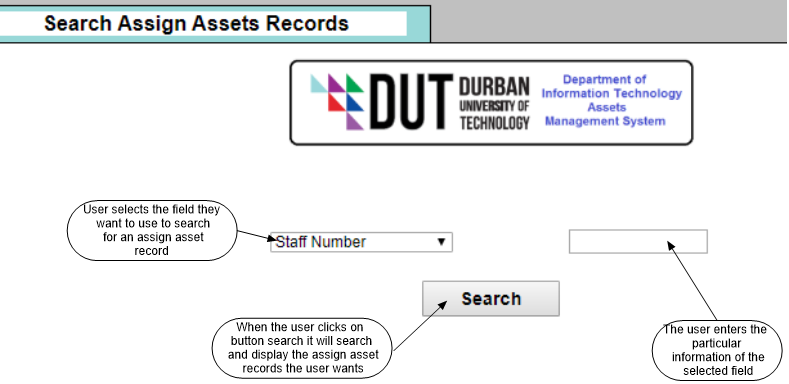 Search Assign Assets Records
DUT
DURBAN
UNIVERSITY OF
TECHNOLOGY
Department of
Information Technology
Assets
Management System
User selects the field they
want to use to search
for an assign asset
record
Staff Number
Search
When the user clicks on
button search it will search
and display the assign asset
records the user wants
The user enters the
particular
information of the
selected field